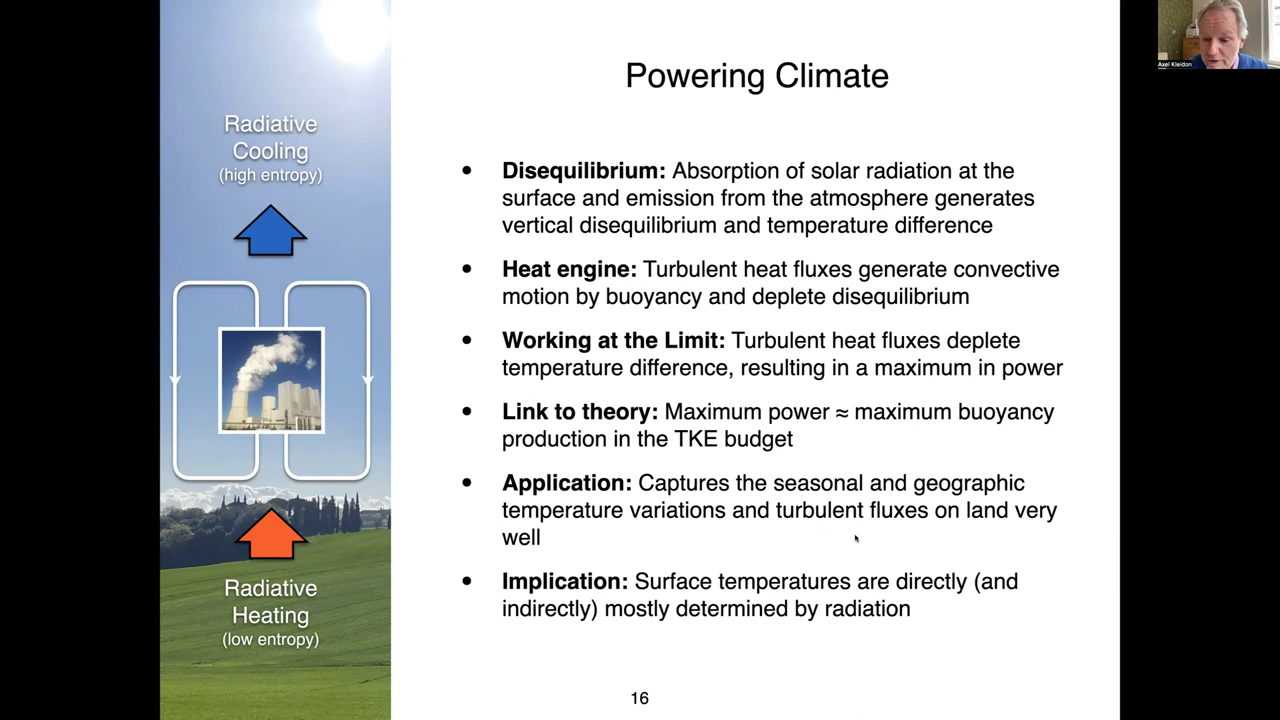 Powering Climate
Radiative
Cooling
(high entropy)
Radiative
Heating
(low entropy)
• Disequilibrium: Absorption of solar radiation at the
surface and emission from the atmosphere generates
vertical disequilibrium and temperature difference
• Heat engine: Turbulent heat fluxes generate convective
motion by buoyancy and deplete disequilibrium
• Working at the Limit: Turbulent heat fluxes deplete
temperature difference, resulting in a maximum in power
• Link to theory: Maximum power ≈ maximum buoyancy
production in the TKE budget
• Application: Captures the seasonal and geographic
temperature variations and turbulent fluxes on land very
well
• Implication: Surface temperatures are directly (and
indirectly) mostly determined by radiation
16
Axel Kleidon